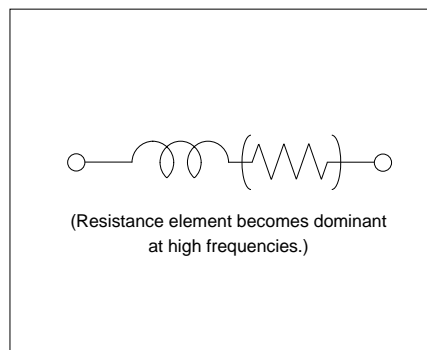 (Resistance element becomes dominant
at high frequencies.)